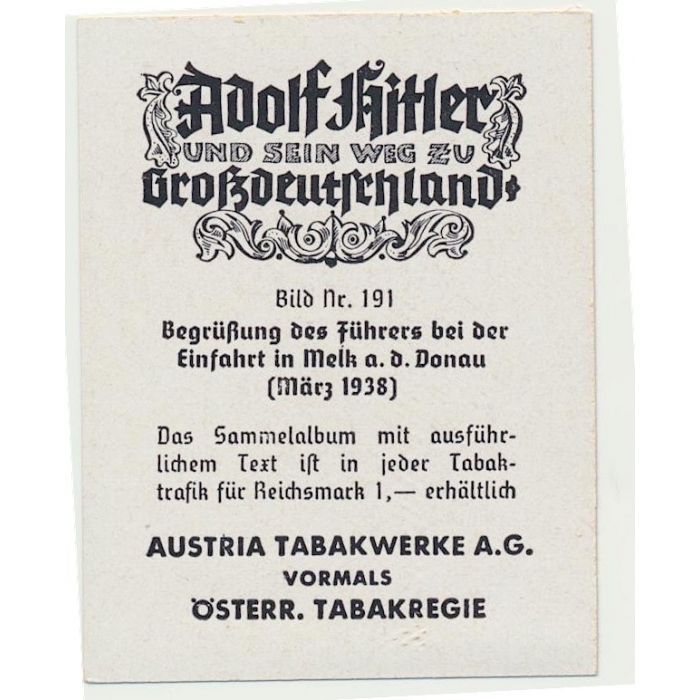 Adolf Hitler
UND SEIN WEG ZU
Großdeutschland
Bild Nr. 191
Begrüßung des Führers bei der
Einfahrt in Melk a. d. Donau
(März 1938)
Das Sammelalbum mit ausführ-
lichem Text ist in jeder Tabak-
trafik für Reichsmark 1,— erhältlich
AUSTRIA TABAKWERKE A.G.
VORMALS
ÖSTERR. TABAKREGIE